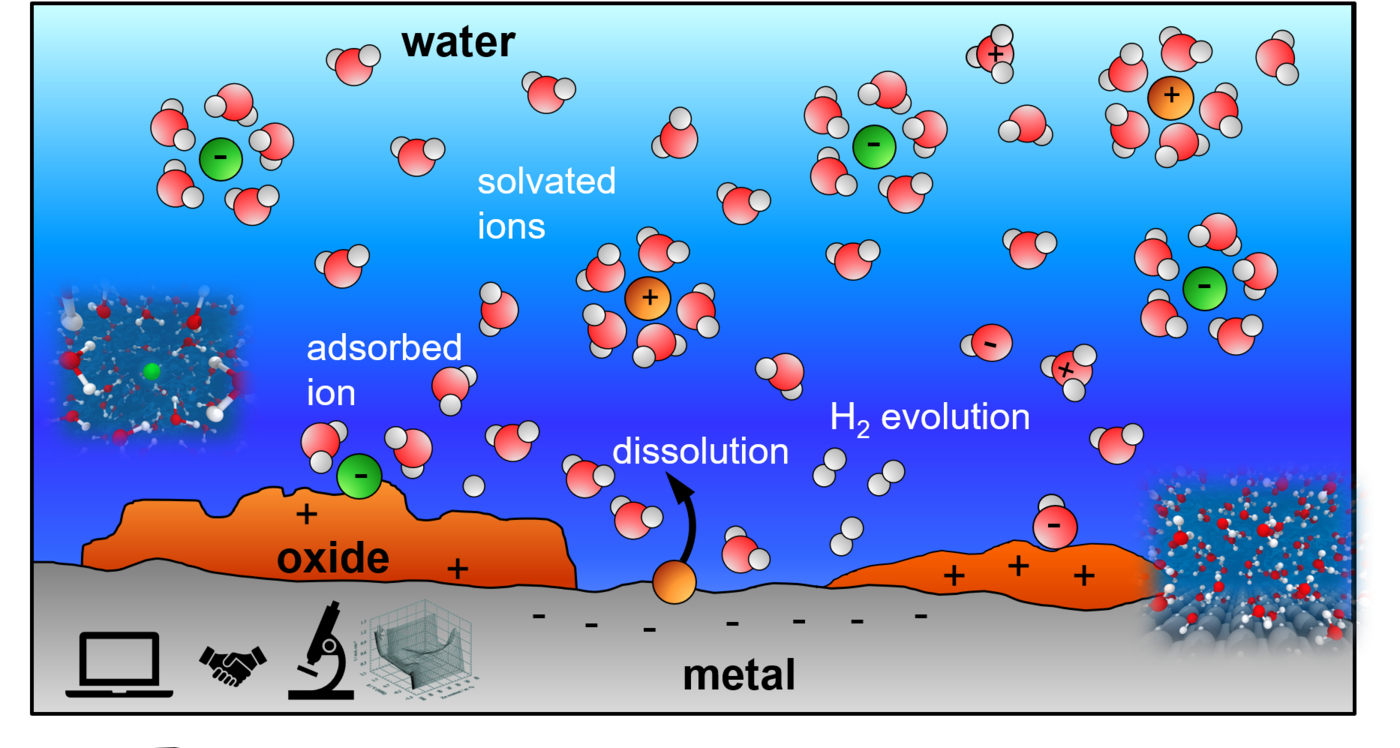 water
solvated
ions
adsorbed
ion
H₂ evolution
dissolution
oxide
metal